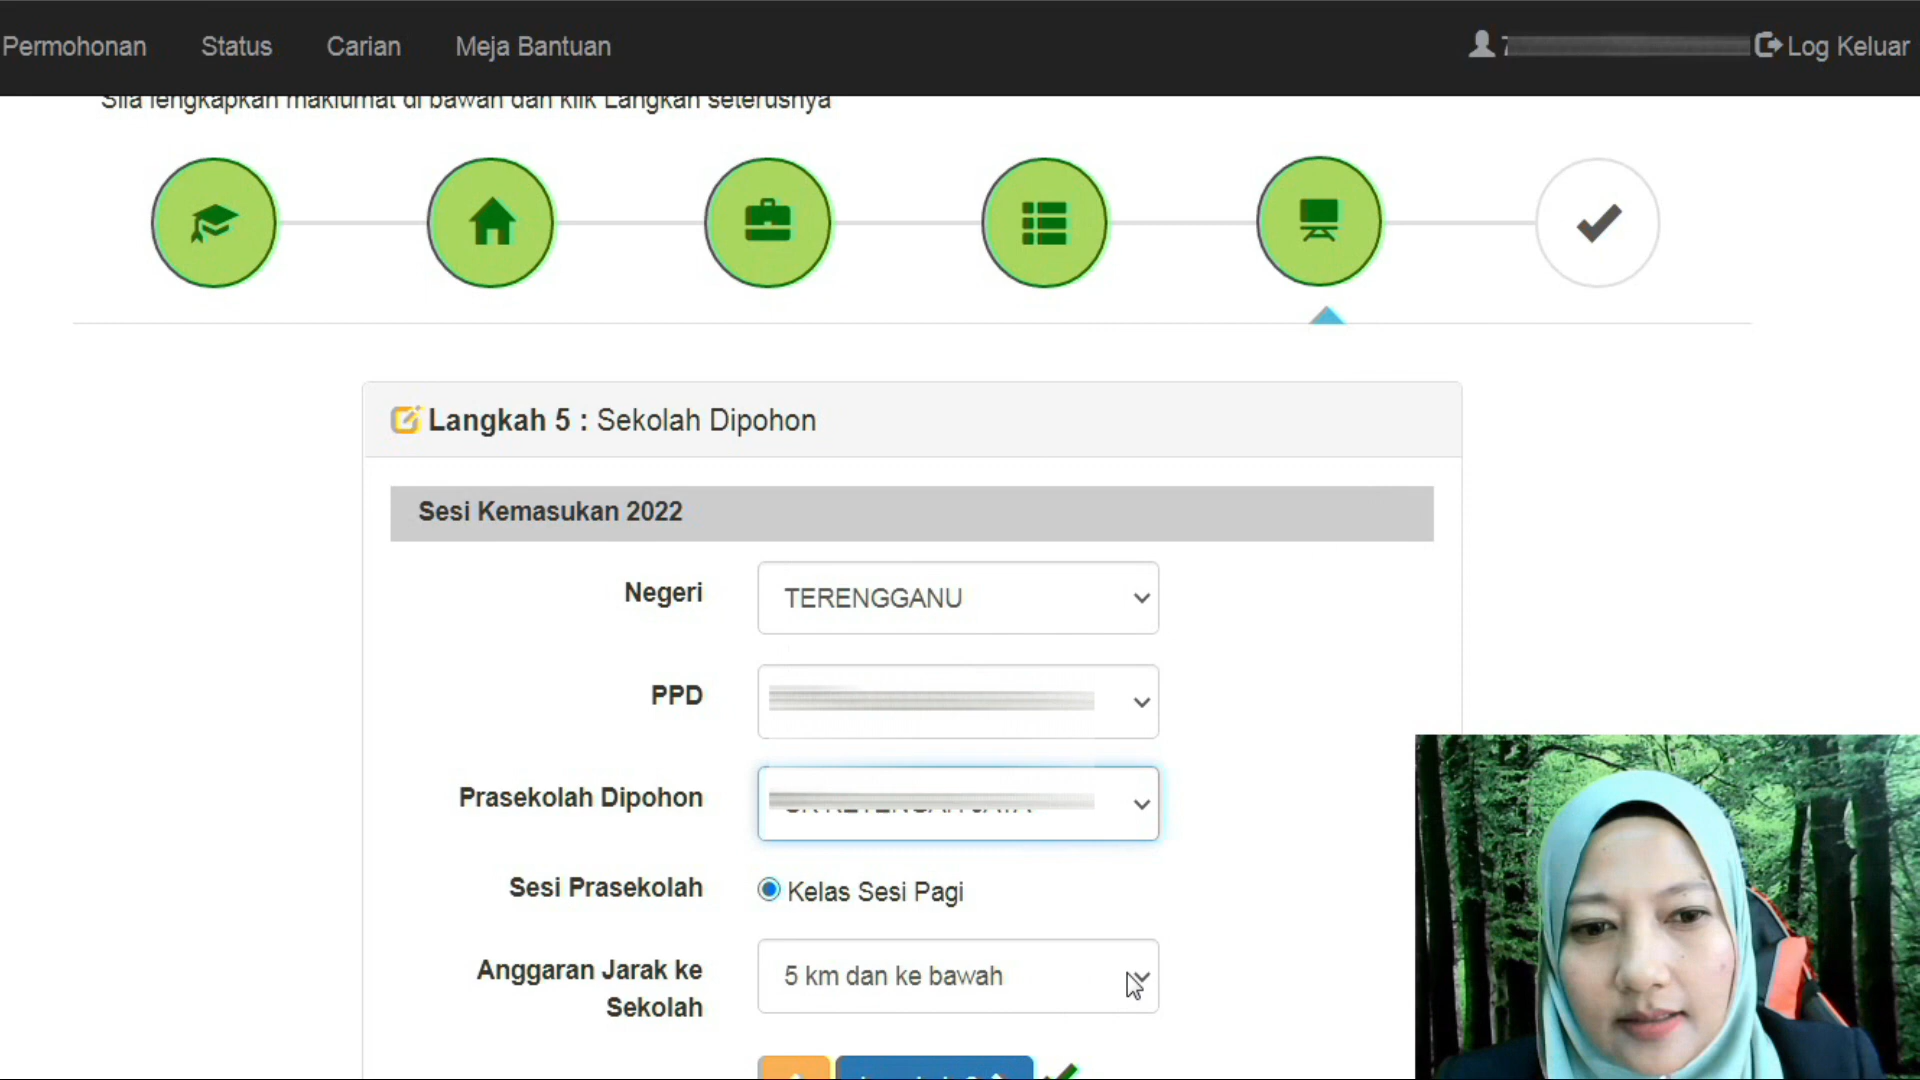 Permohonan Status Carian Meja Bantuan Log Keluar
Sila lengkapkan maklumat di bawah dan klik Langkah seterusnya
Langkah 5 : Sekolah Dipohon
Sesi Kemasukan 2022
Negeri TERENGGANU
PPD
Prasekolah Dipohon
Sesi Prasekolah Kelas Sesi Pagi
Anggaran Jarak ke Sekolah 5 km dan ke bawah